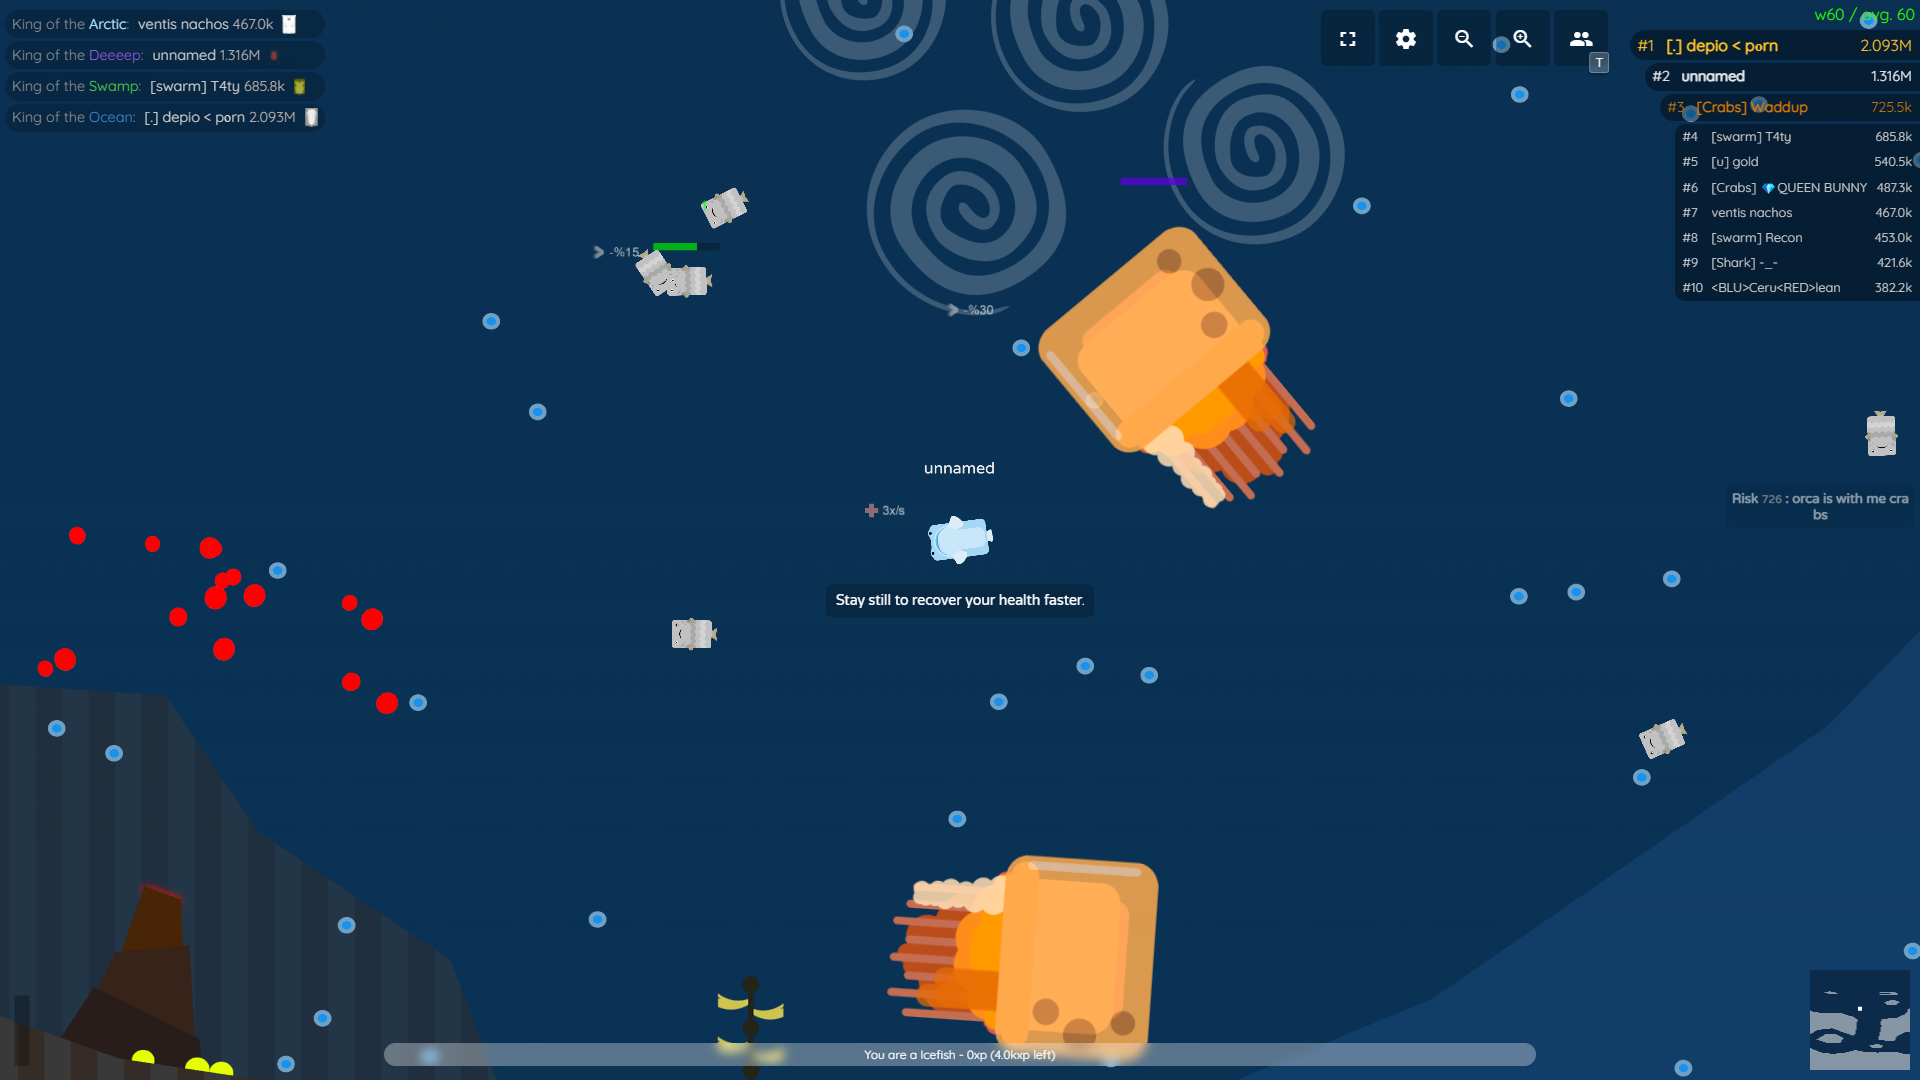 King of the Arctic: ventis nachos 467.0k
King of the Deeeep: unnamed 1.316M
King of the Swamp: [swarm] T4ty 685.8k
King of the Ocean: [.] depio < porn 2.093M
T
w60 / avg. 60
#1 [.] depio < porn 2.093M
#2 unnamed 1.316M
#3 [Crabs] Waddup 725.5k
#4 [swarm] T4ty 685.8k
#5 [u] gold 540.5k
#6 [Crabs] 💎 QUEEN BUNNY 487.3k
#7 ventis nachos 467.0k
#8 [swarm] Recon 453.0k
#9 [Shark] -_- 421.6k
#10 <BLU>Ceru<RED>lean 382.2k
-%15
-%30
unnamed
3x/s
Stay still to recover your health faster.
Risk 726 : orca is with me cra
bs
You are a Icefish - 0xp (4.0kxp left)